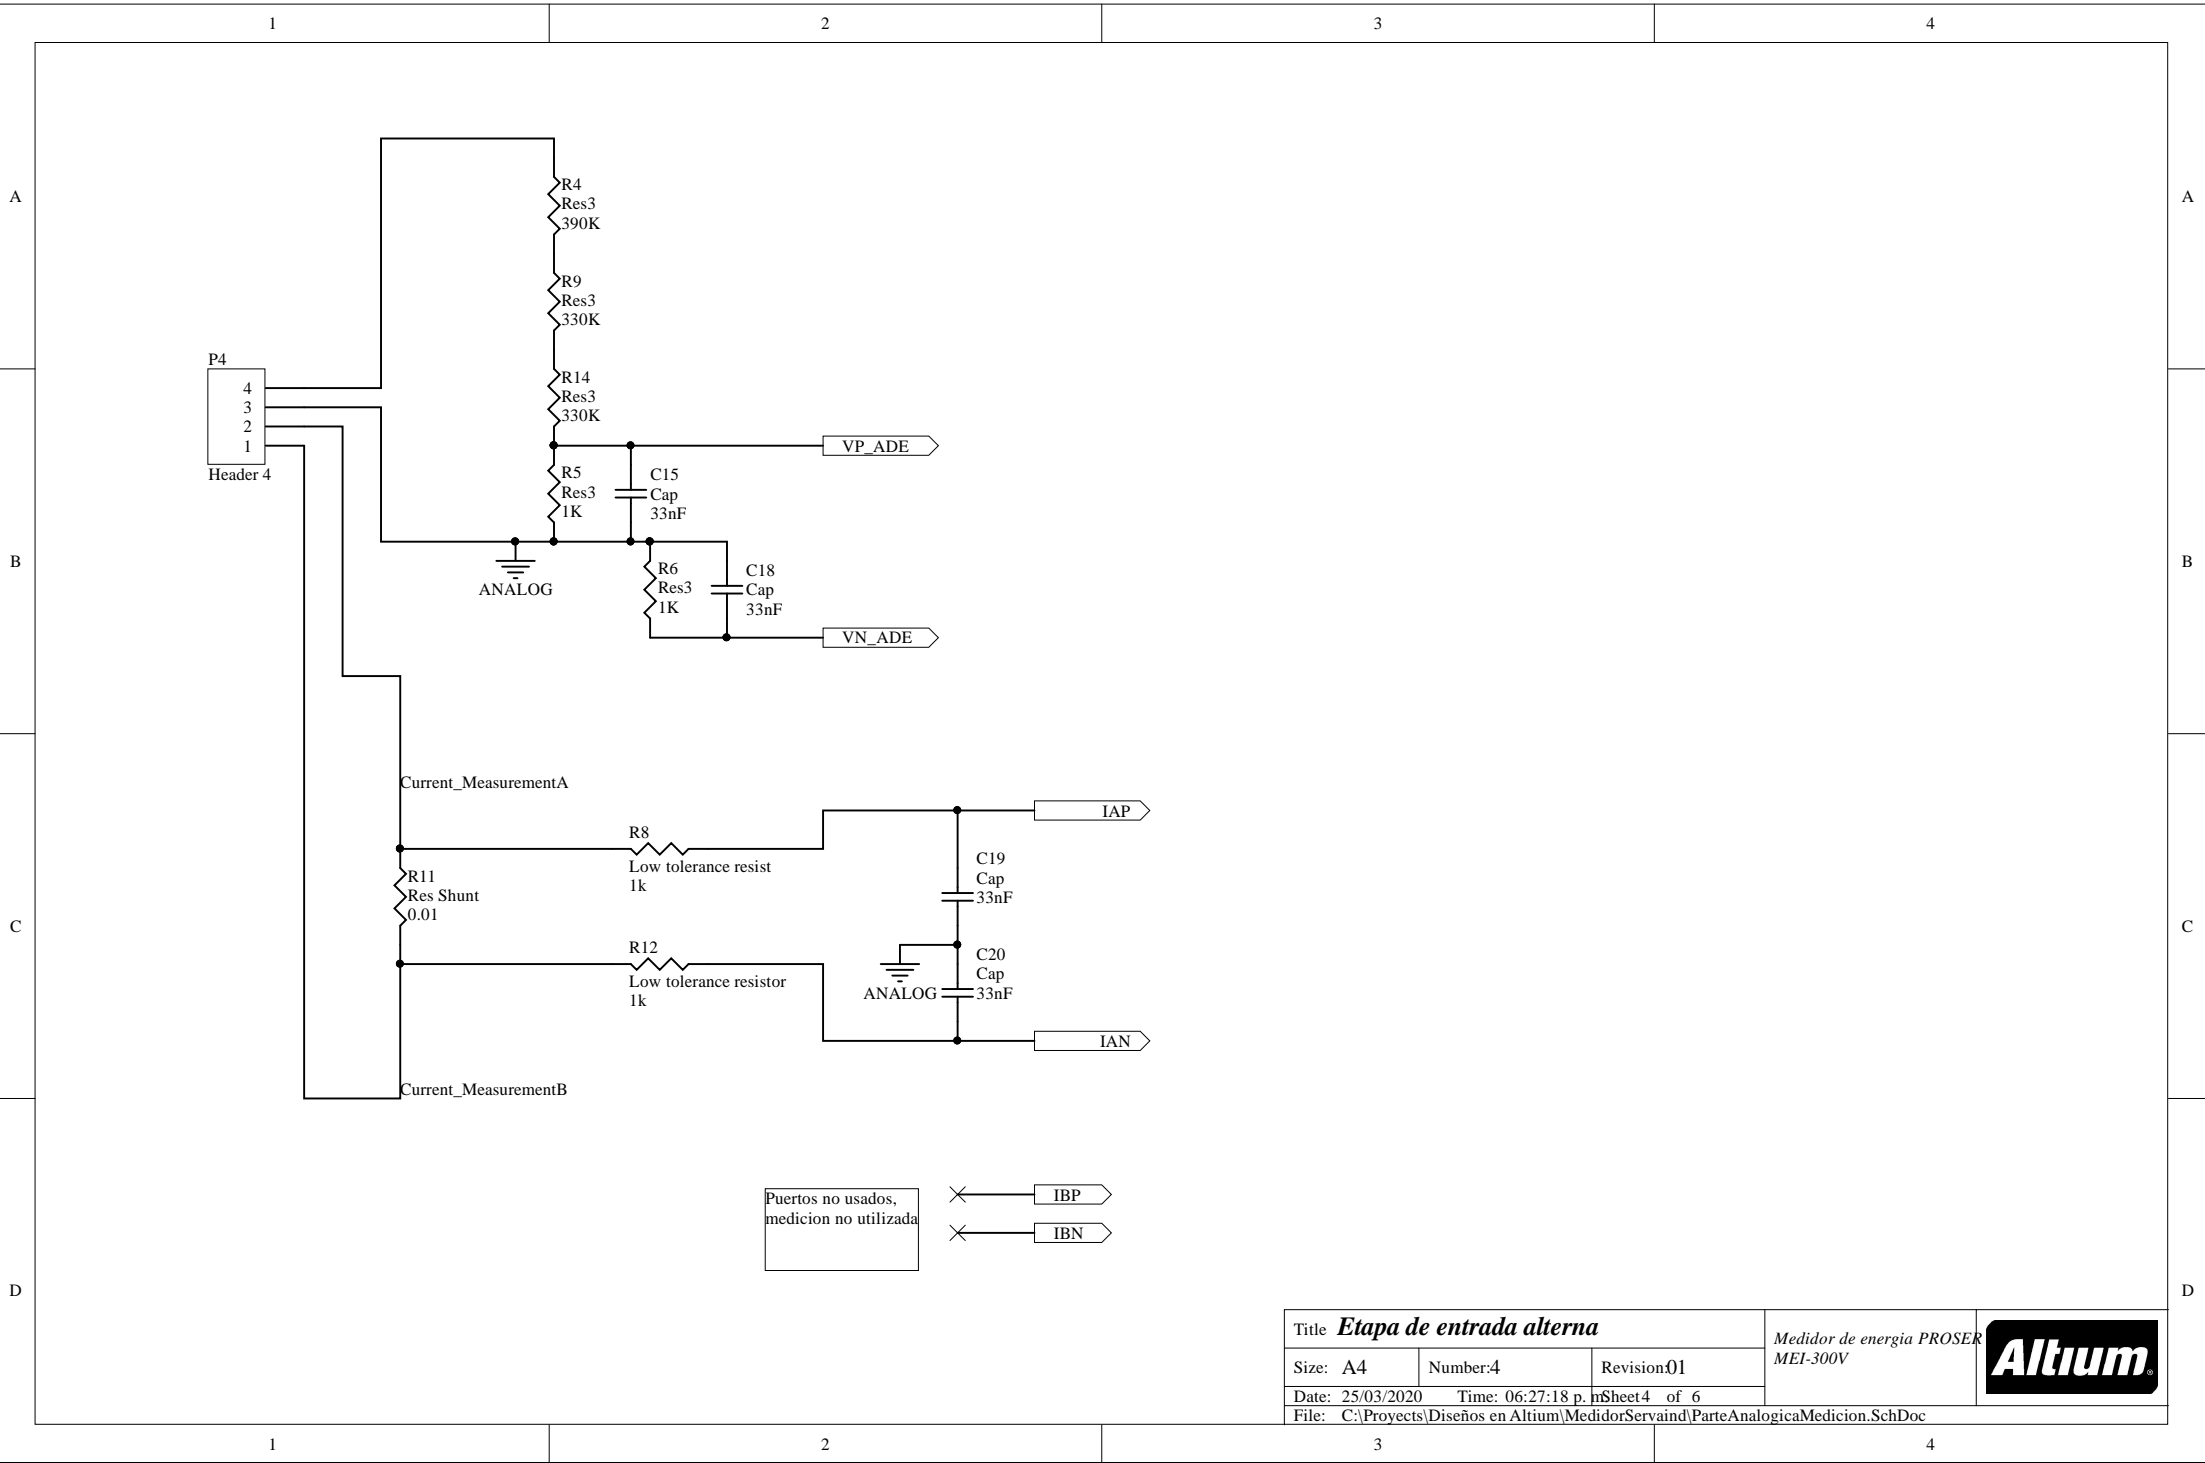 1
2
3
4
A
A
R4
Res3
390K
R9
Res3
330K
P4
R14
Res3
330K
4
3
2
1
Header 4
VP_ADE
R5
Res3
1K
C15
Cap
33nF
B
B
ANALOG
R6
Res3
1K
C18
Cap
33nF
VN_ADE
Current_MeasurementA
IAP
R8
Low tolerance resist
1k
C19
Cap
33nF
R11
Res Shunt
0.01
C
C
R12
Low tolerance resistor
1k
ANALOG
C20
Cap
33nF
IAN
Current_MeasurementB
Puertos no usados,
medicion no utilizada
IBP
IBN
D
D
Title Etapa de entrada alterna
Medidor de energia PROSER
MEI-300V
Altium®
Size: A4 Number:4 Revision:01
Date: 25/03/2020 Time: 06:27:18 p. m. Sheet4 of 6
File: C:\Proyects\Diseños en Altium\MedidorServaind\ParteAnalogicaMedicion.SchDoc
1
2
3
4